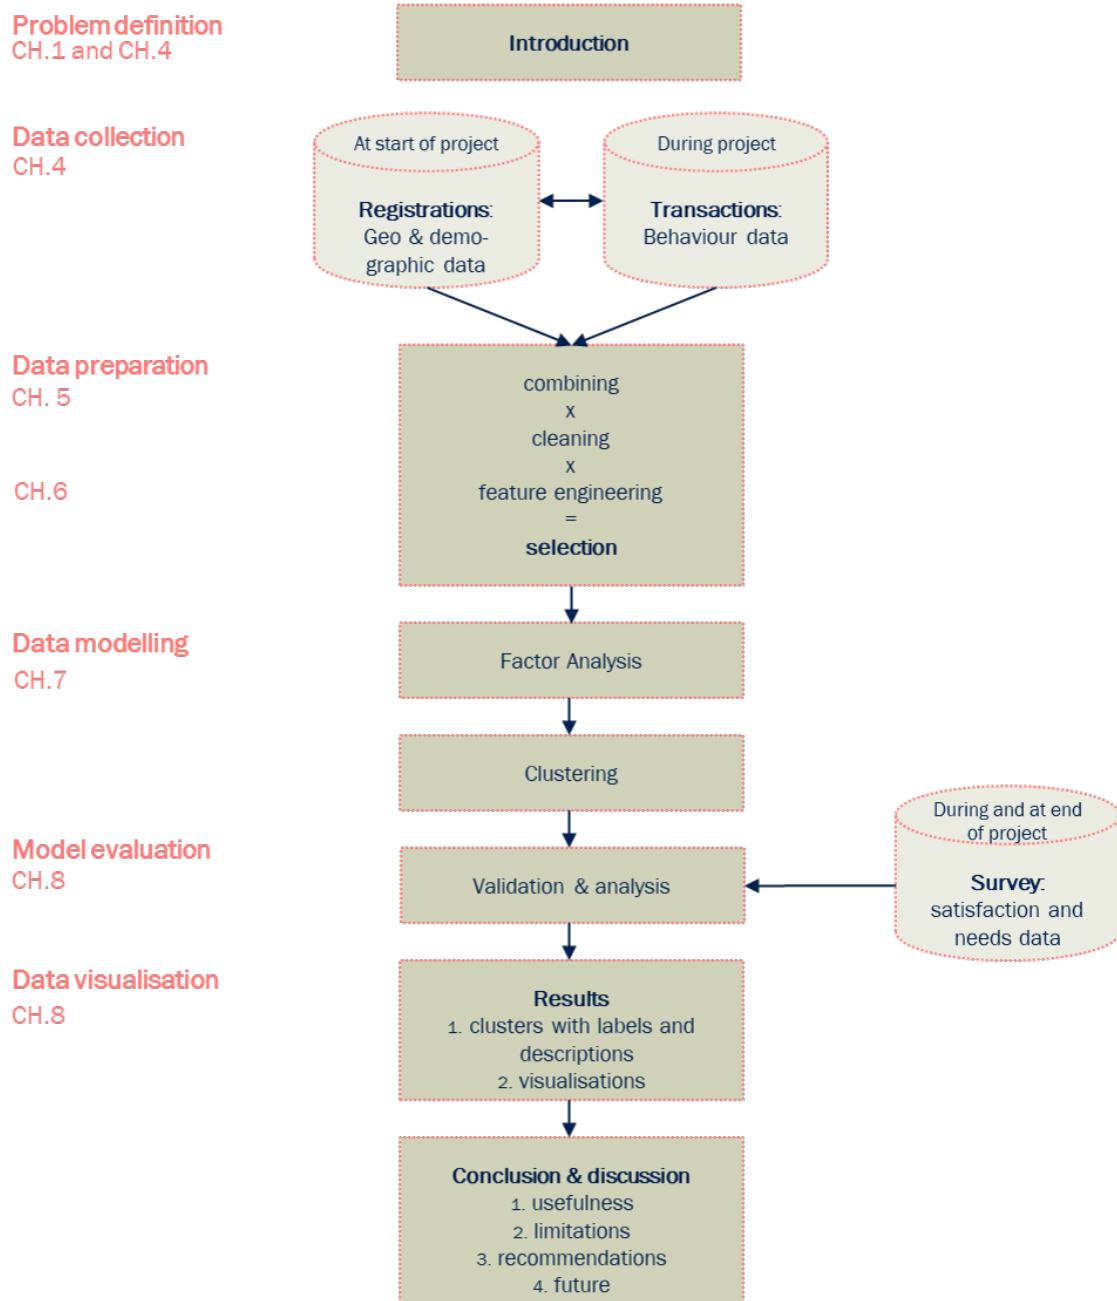 Problem definition
CH.1 and CH.4
Introduction
Data collection
CH.4
At start of project
Registrations:
Geo & demo-
graphic data
During project
Transactions:
Behaviour data
Data preparation
CH. 5
CH.6
combining
x
cleaning
x
feature engineering
=
selection
Data modelling
CH.7
Factor Analysis
Clustering
Model evaluation
CH.8
Validation & analysis
During and at end
of project
Survey:
satisfaction and
needs data
Data visualisation
CH.8
Results
1. clusters with labels and
descriptions
2. visualisations
Conclusion & discussion
1. usefulness
2. limitations
3. recommendations
4. future